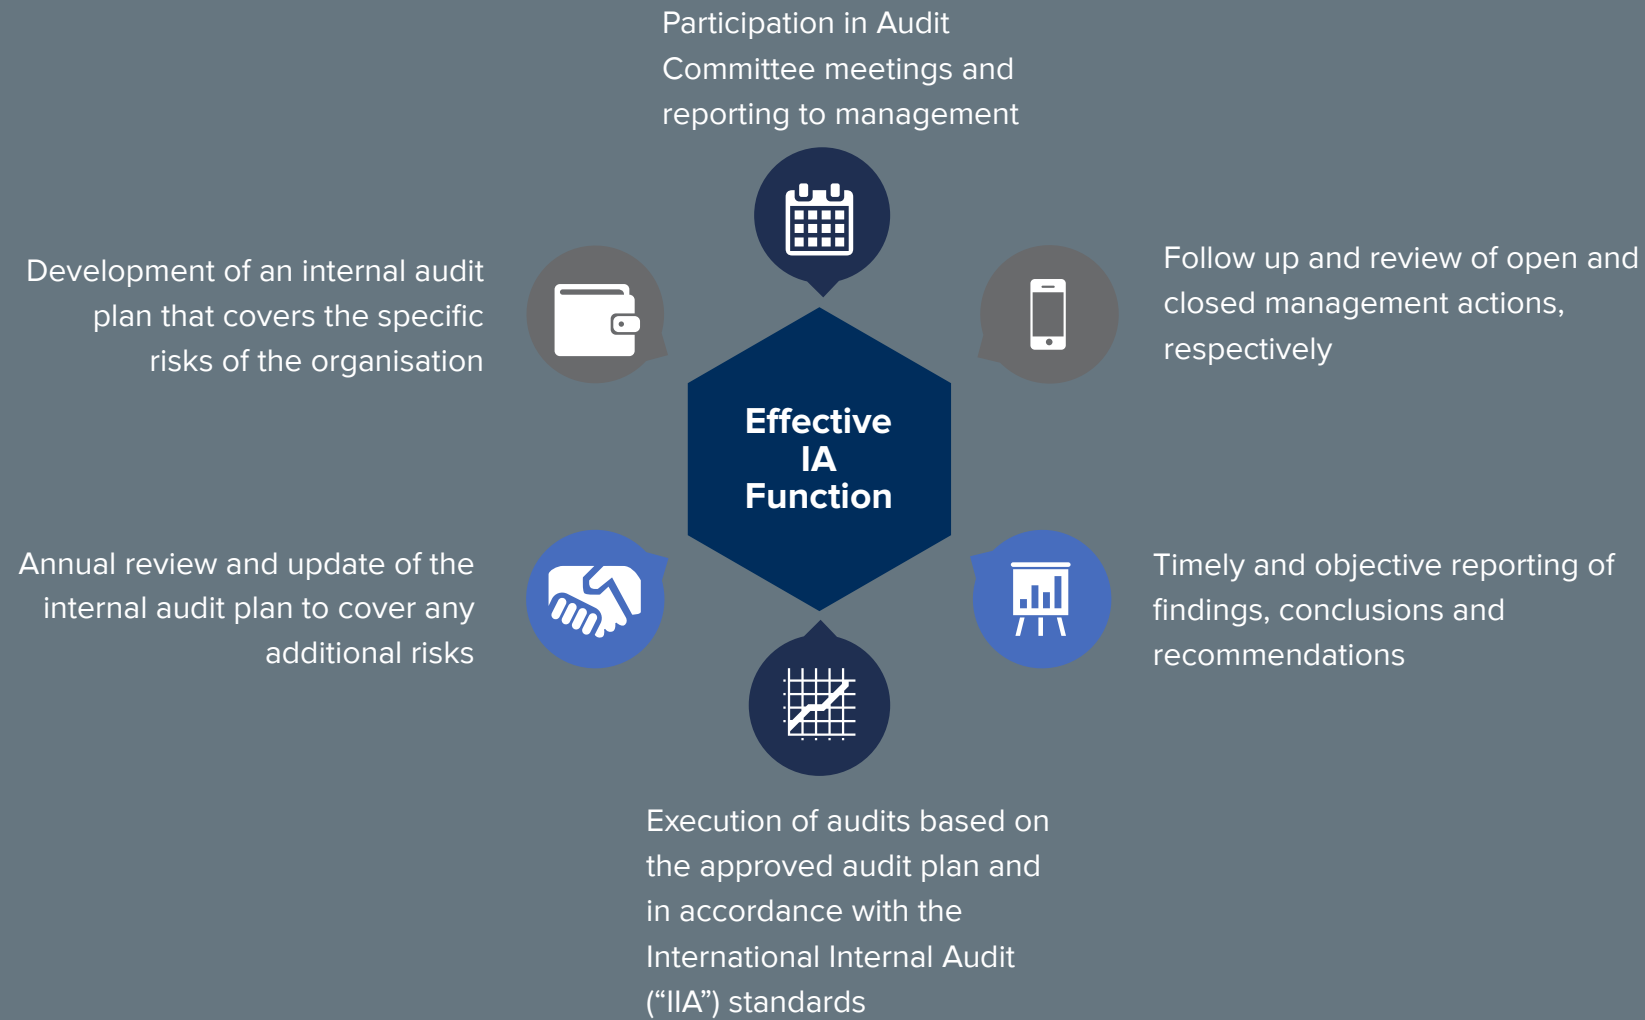 Participation in Audit
Committee meetings and
reporting to management
Development of an internal audit
plan that covers the specific
risks of the organisation
Follow up and review of open and
closed management actions,
respectively
Effective
IA
Function
Annual review and update of the
internal audit plan to cover any
additional risks
Timely and objective reporting of
findings, conclusions and
recommendations
Execution of audits based on
the approved audit plan and
in accordance with the
International Internal Audit
(“IIA”) standards